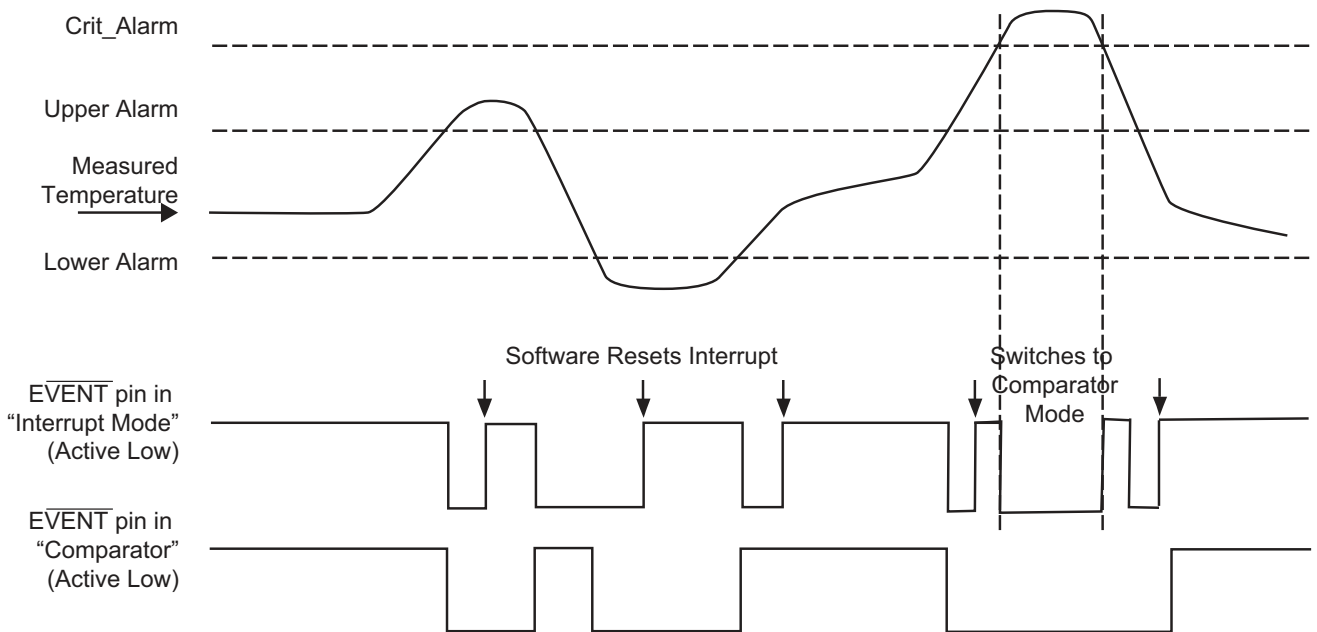 Crit_Alarm
Upper Alarm
Measured
Temperature
Lower Alarm
Software Resets Interrupt
Switches to
Comparator
Mode
EVENT pin in
“Interrupt Mode”
(Active Low)
EVENT pin in
“Comparator”
(Active Low)